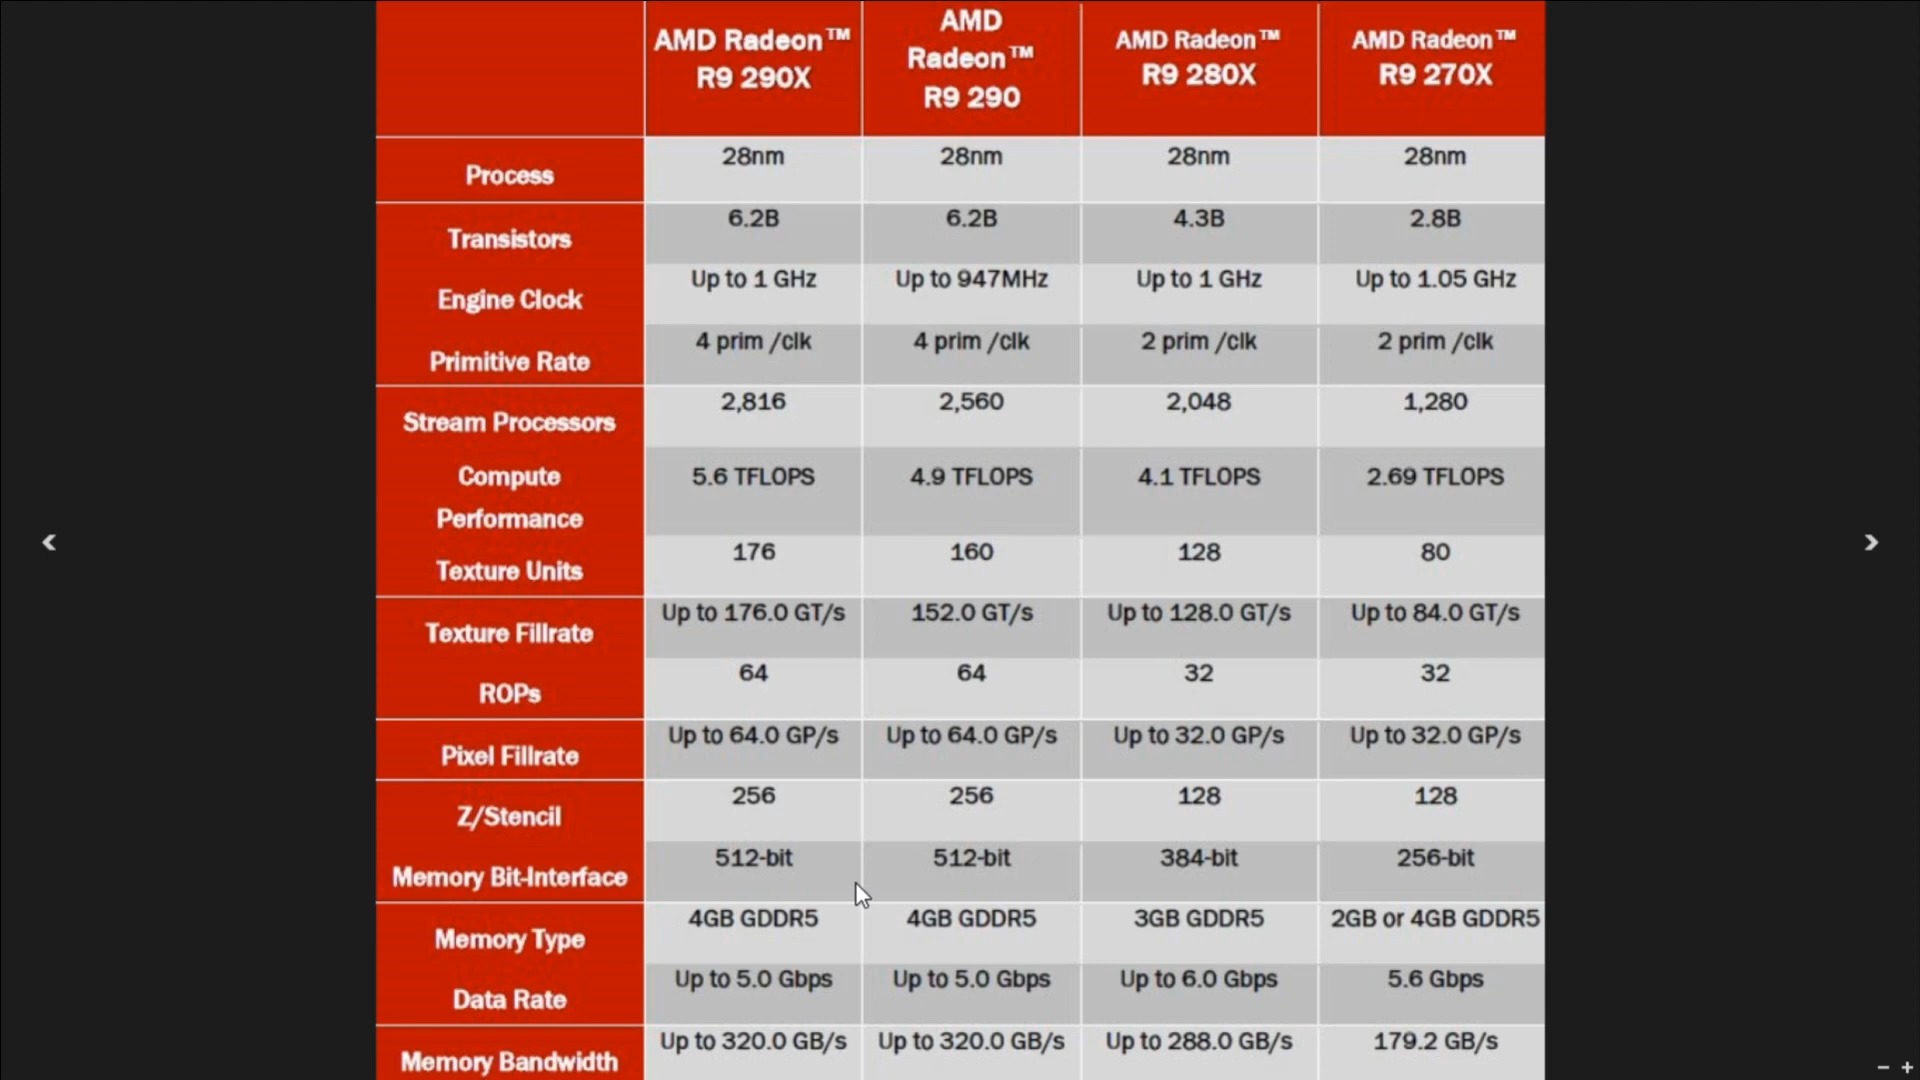 AMD Radeon™ R9 290X
AMD Radeon™ R9 290
AMD Radeon™ R9 280X
AMD Radeon™ R9 270X
Process 28nm 28nm 28nm 28nm
Transistors 6.2B 6.2B 4.3B 2.8B
Engine Clock Up to 1 GHz Up to 947MHz Up to 1 GHz Up to 1.05 GHz
Primitive Rate 4 prim /clk 4 prim /clk 2 prim /clk 2 prim /clk
Stream Processors 2,816 2,560 2,048 1,280
Compute Performance 5.6 TFLOPS 4.9 TFLOPS 4.1 TFLOPS 2.69 TFLOPS
Texture Units 176 160 128 80
Texture Fillrate Up to 176.0 GT/s 152.0 GT/s Up to 128.0 GT/s Up to 84.0 GT/s
ROPs 64 64 32 32
Pixel Fillrate Up to 64.0 GP/s Up to 64.0 GP/s Up to 32.0 GP/s Up to 32.0 GP/s
Z/Stencil 256 256 128 128
Memory Bit-Interface 512-bit 512-bit 384-bit 256-bit
Memory Type 4GB GDDR5 4GB GDDR5 3GB GDDR5 2GB or 4GB GDDR5
Data Rate Up to 5.0 Gbps Up to 5.0 Gbps Up to 6.0 Gbps 5.6 Gbps
Memory Bandwidth Up to 320.0 GB/s Up to 320.0 GB/s Up to 288.0 GB/s 179.2 GB/s